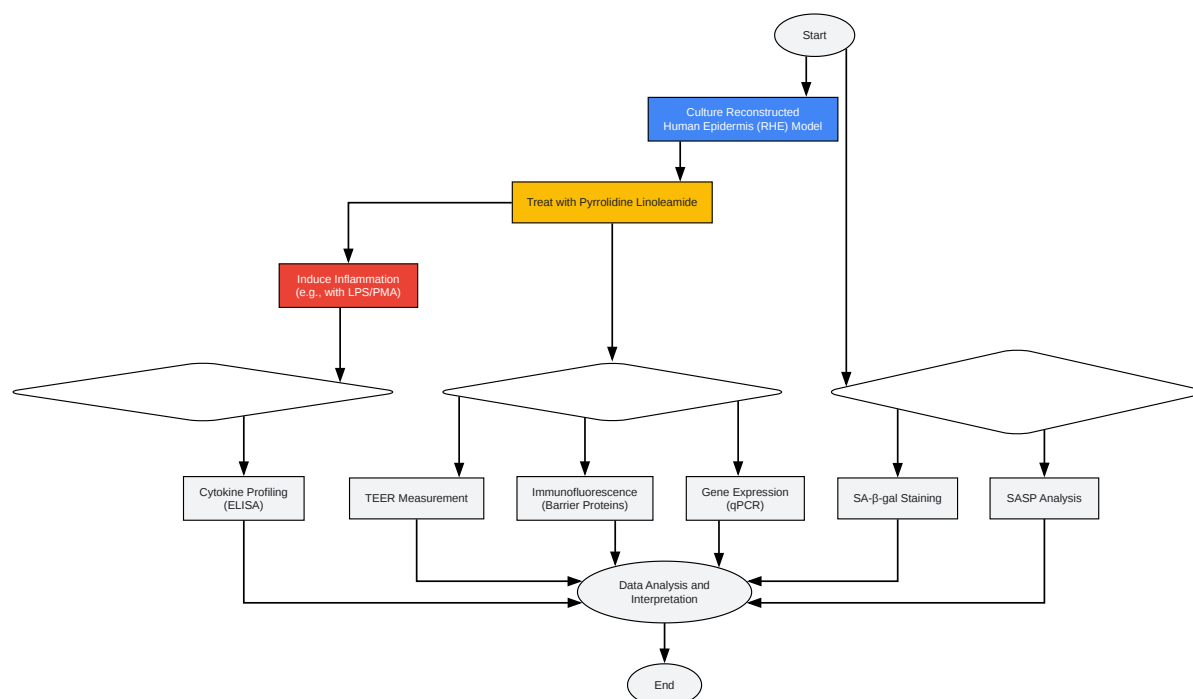 Start
Culture Reconstructed
Human Epidermis (RHE) Model
Treat with Pyrrolidine Linoleamide
Induce Inflammation
(e.g., with LPS/PMA)
Cytokine Profiling
(ELISA)
TEER Measurement
Immunofluorescence
(Barrier Proteins)
Gene Expression
(qPCR)
SA-β-gal Staining
SASP Analysis
Data Analysis and
Interpretation
End